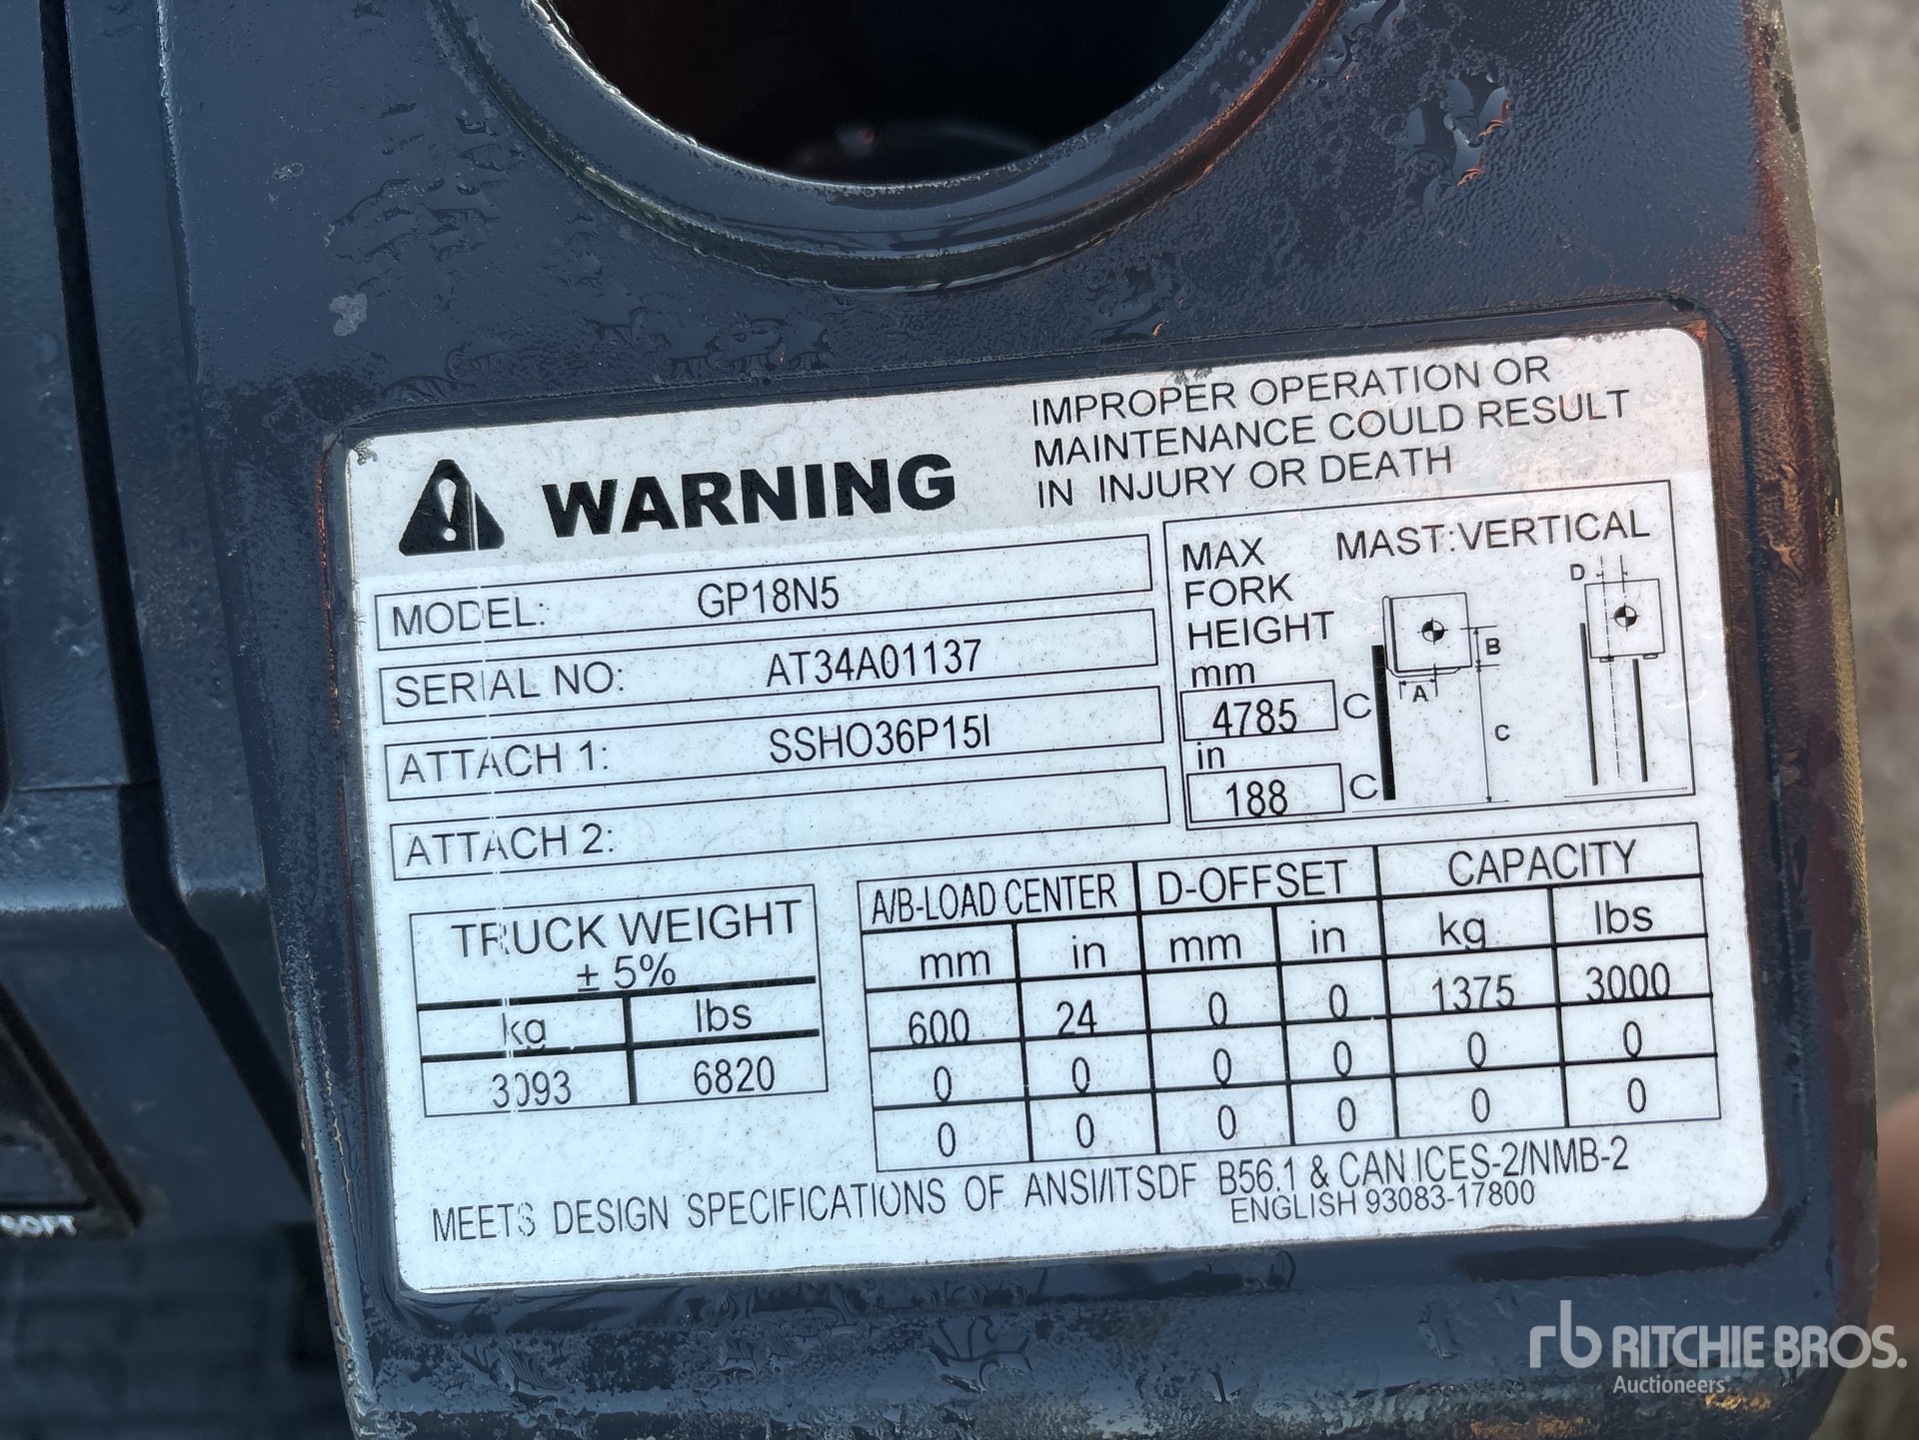 WARNING
IMPROPER OPERATION OR
MAINTENANCE COULD RESULT
IN INJURY OR DEATH
MODEL: GP18N5
SERIAL NO: AT34A01137
ATTACH 1: SSHO36P15I
ATTACH 2:
MAX
FORK
HEIGHT
mm
4785 C
in
188 C
MAST:VERTICAL
D
B
A
C
TRUCK WEIGHT
± 5%
kg lbs
3093 6820
A/B-LOAD CENTER D-OFFSET CAPACITY
mm in mm in kg lbs
600 24 0 0 1375 3000
0 0 0 0 0 0
0 0 0 0 0 0
MEETS DESIGN SPECIFICATIONS OF ANSI/ITSDF B56.1 & CAN ICES-2/NMB-2
ENGLISH 93083-17800
SOFT
rb RITCHIE BROS.
Auctioneers